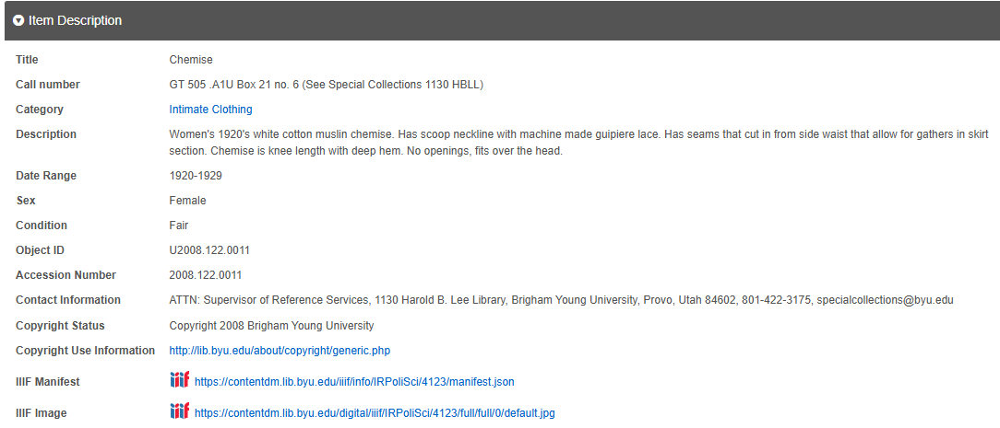 Item Description
Title Chemise
Call number GT 505 .A1U Box 21 no. 6 (See Special Collections 1130 HBLL)
Category Intimate Clothing
Description Women's 1920's white cotton muslin chemise. Has scoop neckline with machine made guipiere lace. Has seams that cut in from side waist that allow for gathers in skirt
section. Chemise is knee length with deep hem. No openings, fits over the head.
Date Range 1920-1929
Sex Female
Condition Fair
Object ID U2008.122.0011
Accession Number 2008.122.0011
Contact Information ATTN: Supervisor of Reference Services, 1130 Harold B. Lee Library, Brigham Young University, Provo, Utah 84602, 801-422-3175, specialcollections@byu.edu
Copyright Status Copyright 2008 Brigham Young University
Copyright Use Information http://lib.byu.edu/about/copyright/generic.php
IIIF Manifest iiif https://contentdm.lib.byu.edu/iiif/info/IRPoliSci/4123/manifest.json
IIIF Image iiif https://contentdm.lib.byu.edu/digital/iiif/IRPoliSci/4123/full/full/0/default.jpg